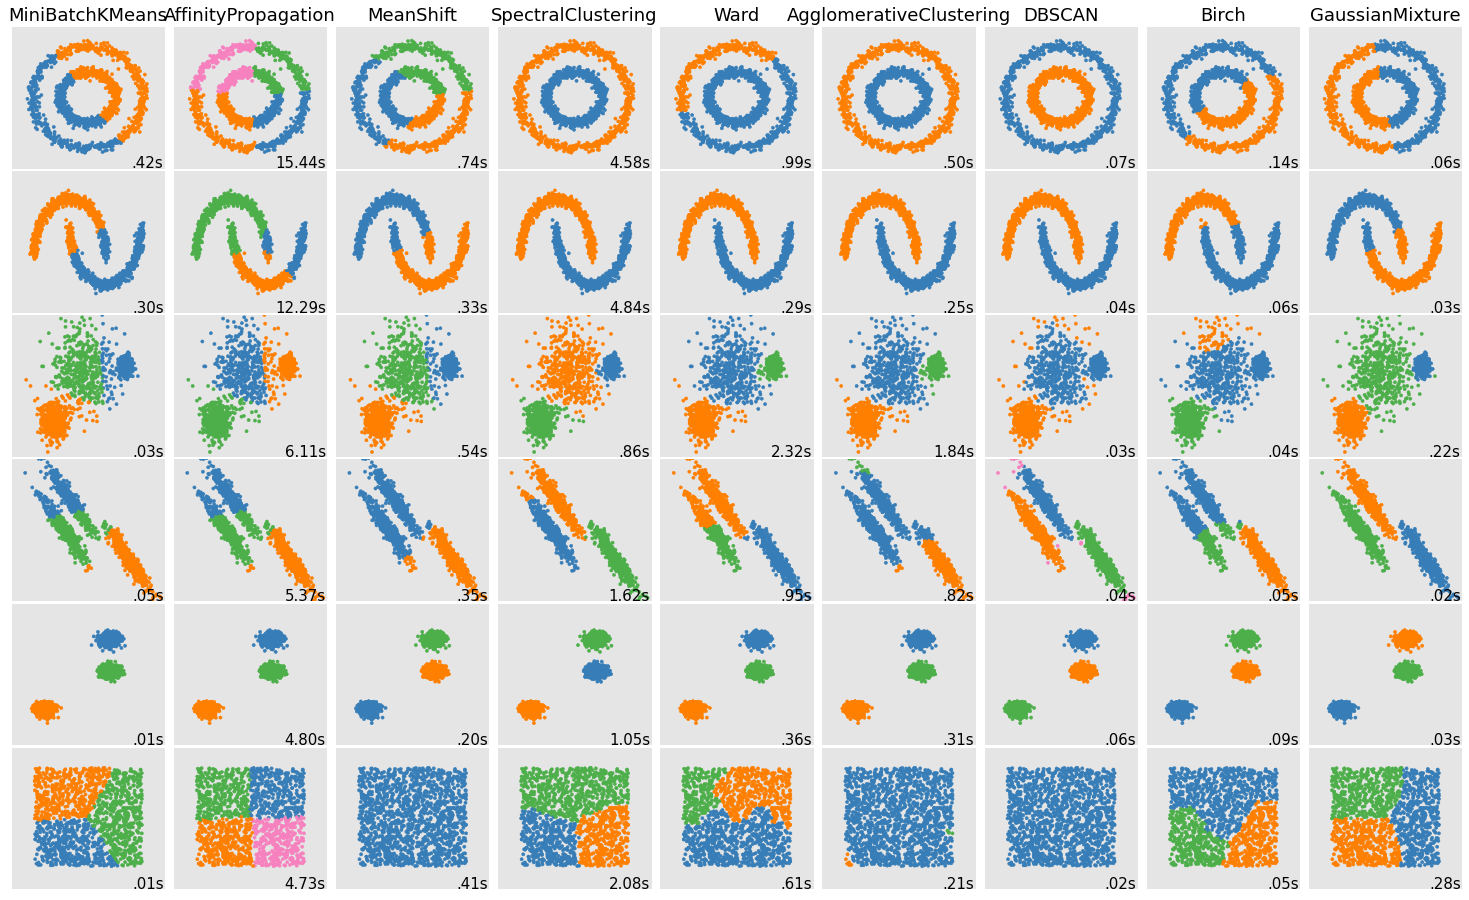 MiniBatchKMeans AffinityPropagation MeanShift SpectralClustering Ward AgglomerativeClustering DBSCAN Birch GaussianMixture
.42s 15.44s .74s 4.58s .99s .50s .07s .14s .06s
.30s 12.29s .33s 4.84s .29s .25s .04s .06s .03s
.03s 6.11s .54s .86s 2.32s 1.84s .03s .04s .22s
.05s 5.37s .35s 1.62s .95s .82s .04s .05s .02s
.01s 4.80s .20s 1.05s .36s .31s .06s .09s .03s
.01s 4.73s .41s 2.08s .61s .21s .02s .05s .28s